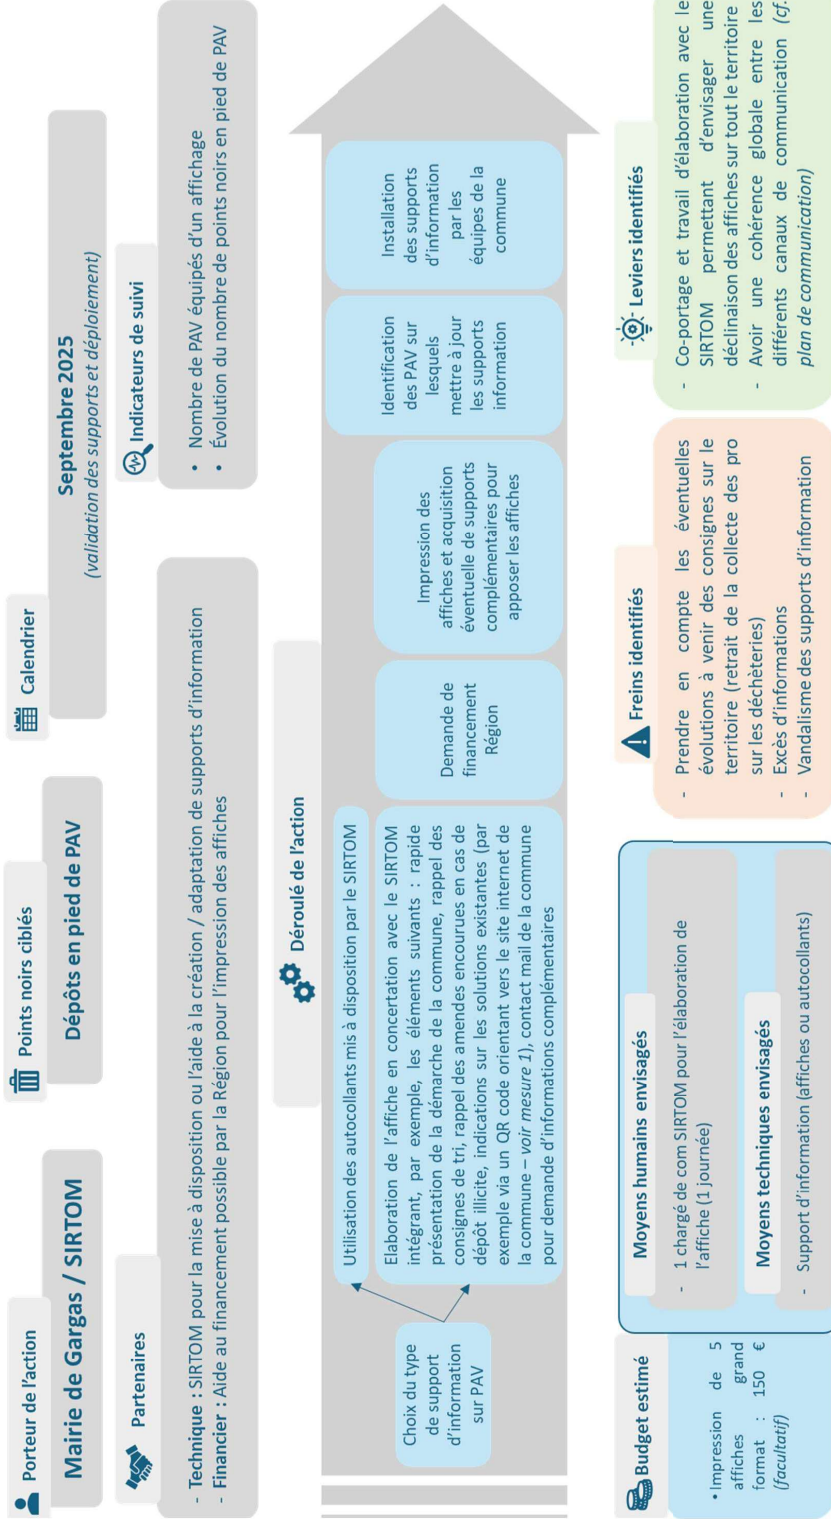 Porteur de l'action
Mairie de Gargas / SIRTOM
Points noirs ciblés
Dépôts en pied de PAV
Calendrier
Septembre 2025
(validation des supports et déploiement)
Partenaires
- Technique : SIRTOM pour la mise à disposition ou l'aide à la création / adaptation de supports d'information
- Financier : Aide au financement possible par la Région pour l'impression des affiches
Indicateurs de suivi
• Nombre de PAV équipés d'un affichage
• Évolution du nombre de points noirs en pied de PAV
Déroulé de l'action
Choix du type
de support
d'information
sur PAV
Utilisation des autocollants mis à disposition par le SIRTOM
Elaboration de l'affiche en concertation avec le SIRTOM
intégrant, par exemple, les éléments suivants : rapide
présentation de la démarche de la commune, rappel des
consignes de tri, rappel des amendes encourues en cas de
dépôt illicite, indications sur les solutions existantes (par
exemple via un QR code orientant vers le site internet de
la commune – voir mesure 1), contact mail de la commune
pour demande d'informations complémentaires
Demande de
financement
Région
Impression des
affiches et acquisition
éventuelle de supports
complémentaires pour
apposer les affiches
Identification
des PAV sur
lesquels
mettre à jour
les supports
information
Installation
des supports
d'information
par les
équipes de la
commune
Budget estimé
• Impression de 5
affiches grand
format : 150 €
(facultatif)
Moyens humains envisagés
- 1 chargé de com SIRTOM pour l'élaboration de
l'affiche (1 journée)
Moyens techniques envisagés
- Support d'information (affiches ou autocollants)
Freins identifiés
- Prendre en compte les éventuelles
évolutions à venir des consignes sur le
territoire (retrait de la collecte des pro
sur les déchèteries)
- Excès d'informations
- Vandalisme des supports d'information
Leviers identifiés
- Co-portage et travail d'élaboration avec le
SIRTOM permettant d'envisager une
déclinaison des affiches sur tout le territoire
- Avoir une cohérence globale entre les
différents canaux de communication (cf.
plan de communication)